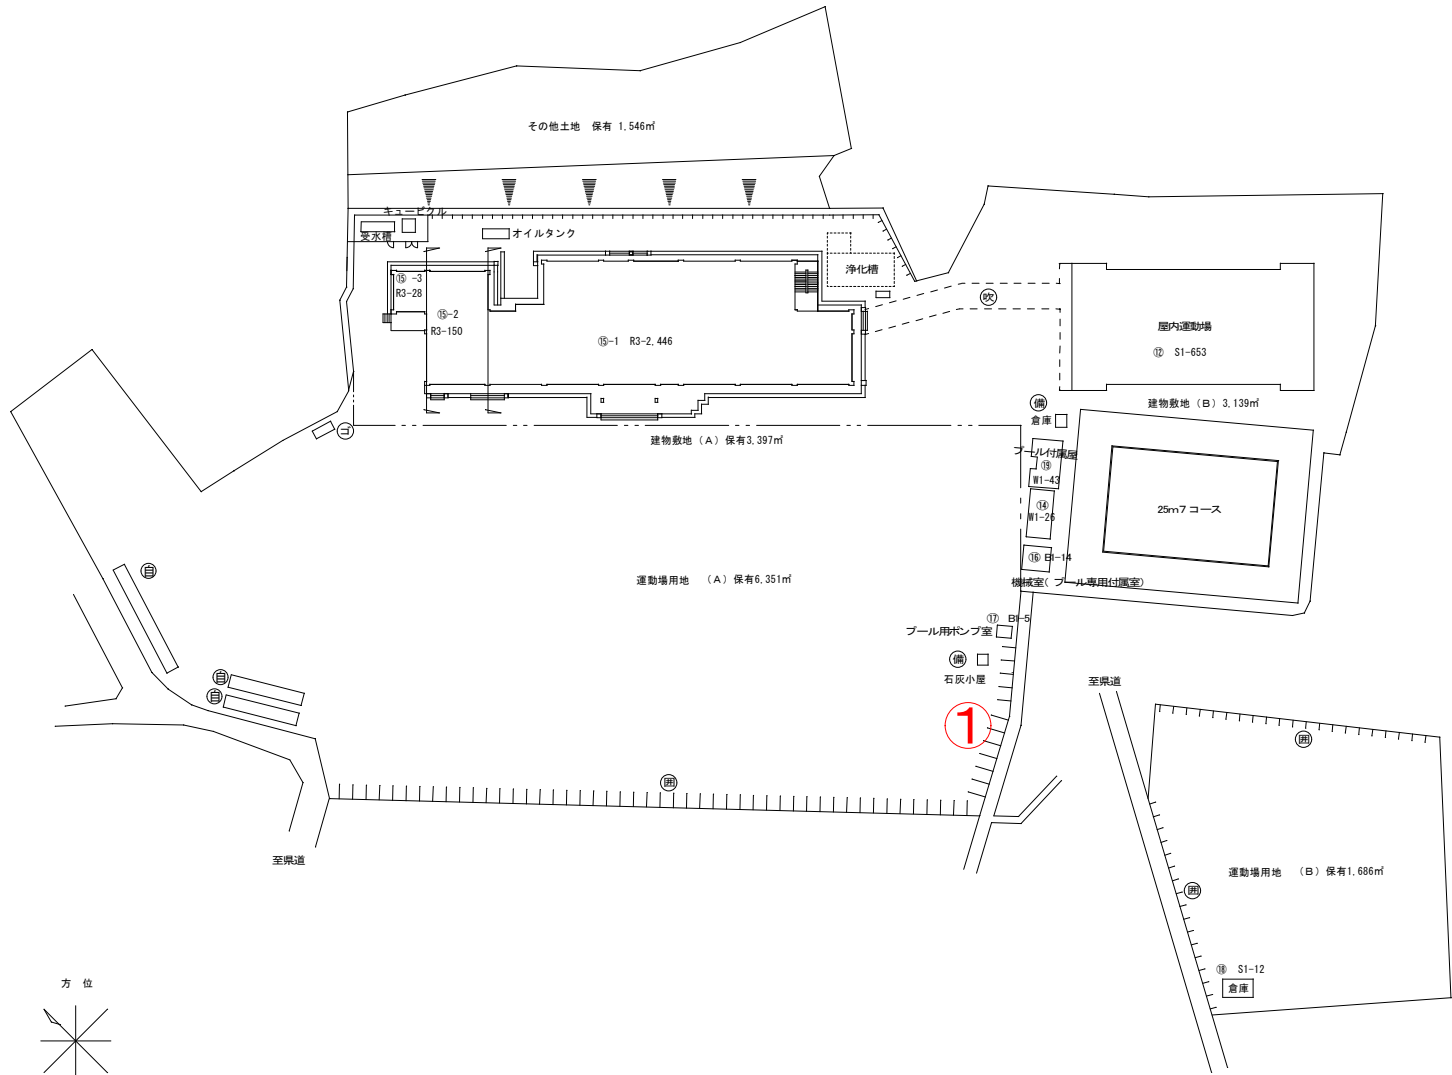 その他土地 保有 1,546㎡
キュービクル
受水槽
オイルタンク
浄化槽
⑮ -3
R3-28
⑮-2
R3-150
⑮-1 R3-2,446
吹
屋内運動場
⑫ S1-653
建物敷地(B)3,139㎡
備
倉庫
ゴ
建物敷地(A)保有3,397㎡
プール付属屋
⑲
W1-43
⑭
W1-26
25m7コース
⑯ B1-14
機械室(プール専用付属室)
自
運動場用地 (A)保有6,351㎡
⑰ B1-5
プール用ポンプ室
備
石灰小屋
自
自
至県道
①
囲
囲
至県道
運動場用地 (B)保有1,686㎡
囲
⑱ S1-12
倉庫
方 位